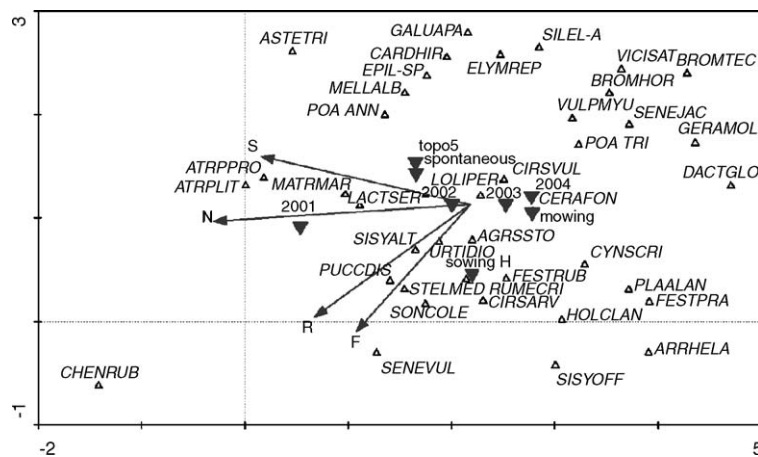 3
GALUAPA
SILEL-A
ASTETRI
CARDHIR
VICISAT BROMTEC
EPIL-SP
ELYMREP
MELLALB
BROMHOR
POA ANN
VULPMYU
SENEJAC
GERAMOL
S
topo5
POA TRI
spontaneous
ATRPPRO
LOLIPER
CIRSVUL
DACTGLO
ATRPLIT
MATRMAR
2004
LACTSER
2002
2003
CERAFON
N
2001
mowing
SISYALT
AGRSSTO
URTIDIO
CYNSCRI
sowing H
PUCCDIS
FESTRUB
STELMED RUMECRI
PLAALAN
SONCOLE
CIRSARV
FESTPRA
R
HOLCLAN
F
CHENRUB
SENEVUL
SISYOFF
ARRHELA
-1
-2
5